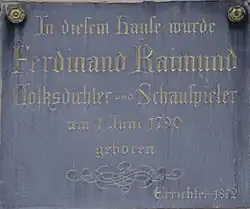 In diesem Hause wurde
Ferdinand Raimund
Volksdichter und Schauspieler
am 1 Juni 1790
geboren
Errichtet 1872